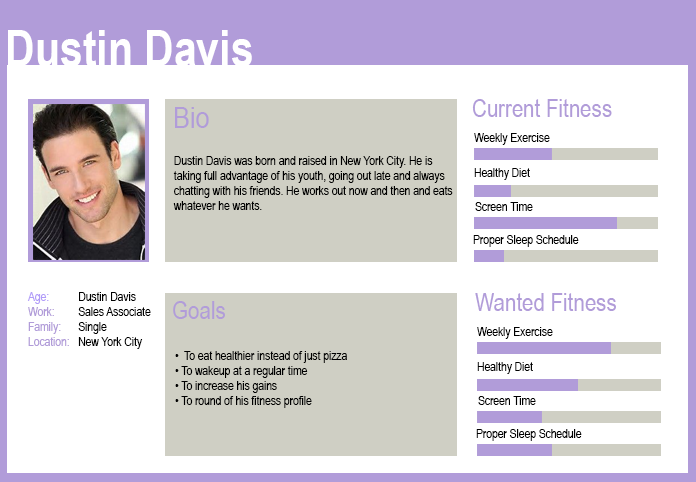 Dustin Davis
Bio
Dustin Davis was born and raised in New York City. He is
taking full advantage of his youth, going out late and always
chatting with his friends. He works out now and then and eats
whatever he wants.
Current Fitness
Weekly Exercise
Healthy Diet
Screen Time
Proper Sleep Schedule
Age: Dustin Davis
Work: Sales Associate
Family: Single
Location: New York City
Goals
• To eat healthier instead of just pizza
• To wakeup at a regular time
• To increase his gains
• To round of his fitness profile
Wanted Fitness
Weekly Exercise
Healthy Diet
Screen Time
Proper Sleep Schedule